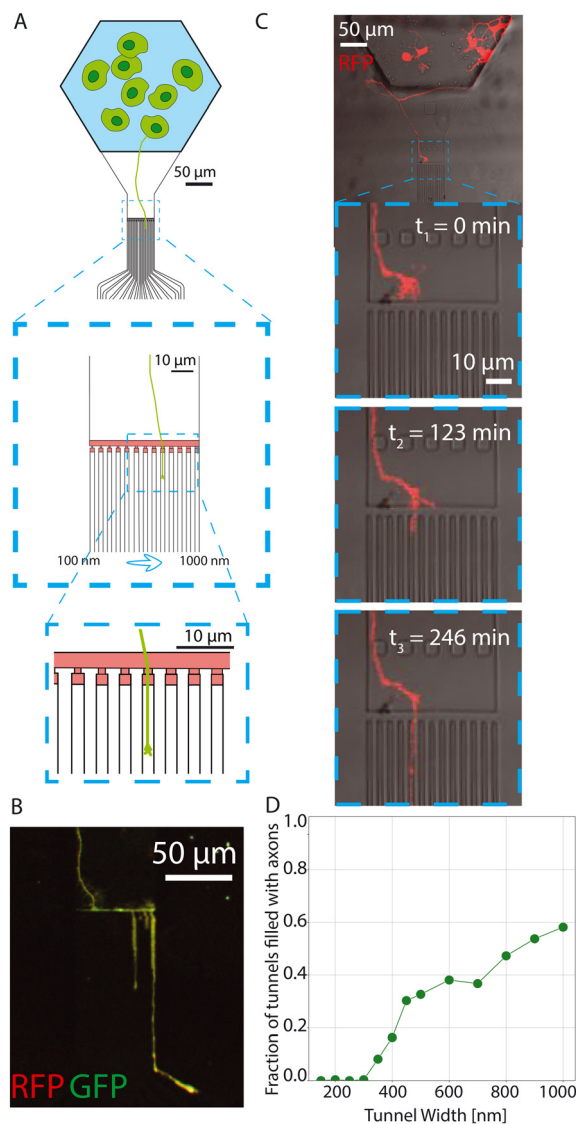 A
50 µm
10 µm
100 nm
1000 nm
10 µm
B
50 µm
RFP GFP
C
50 µm
RFP
t1 = 0 min
10 µm
t2 = 123 min
t3 = 246 min
D
Fraction of tunnels filled with axons
1.0
0.8
0.6
0.4
0.2
0.0
200 400 600 800 1000
Tunnel Width [nm]